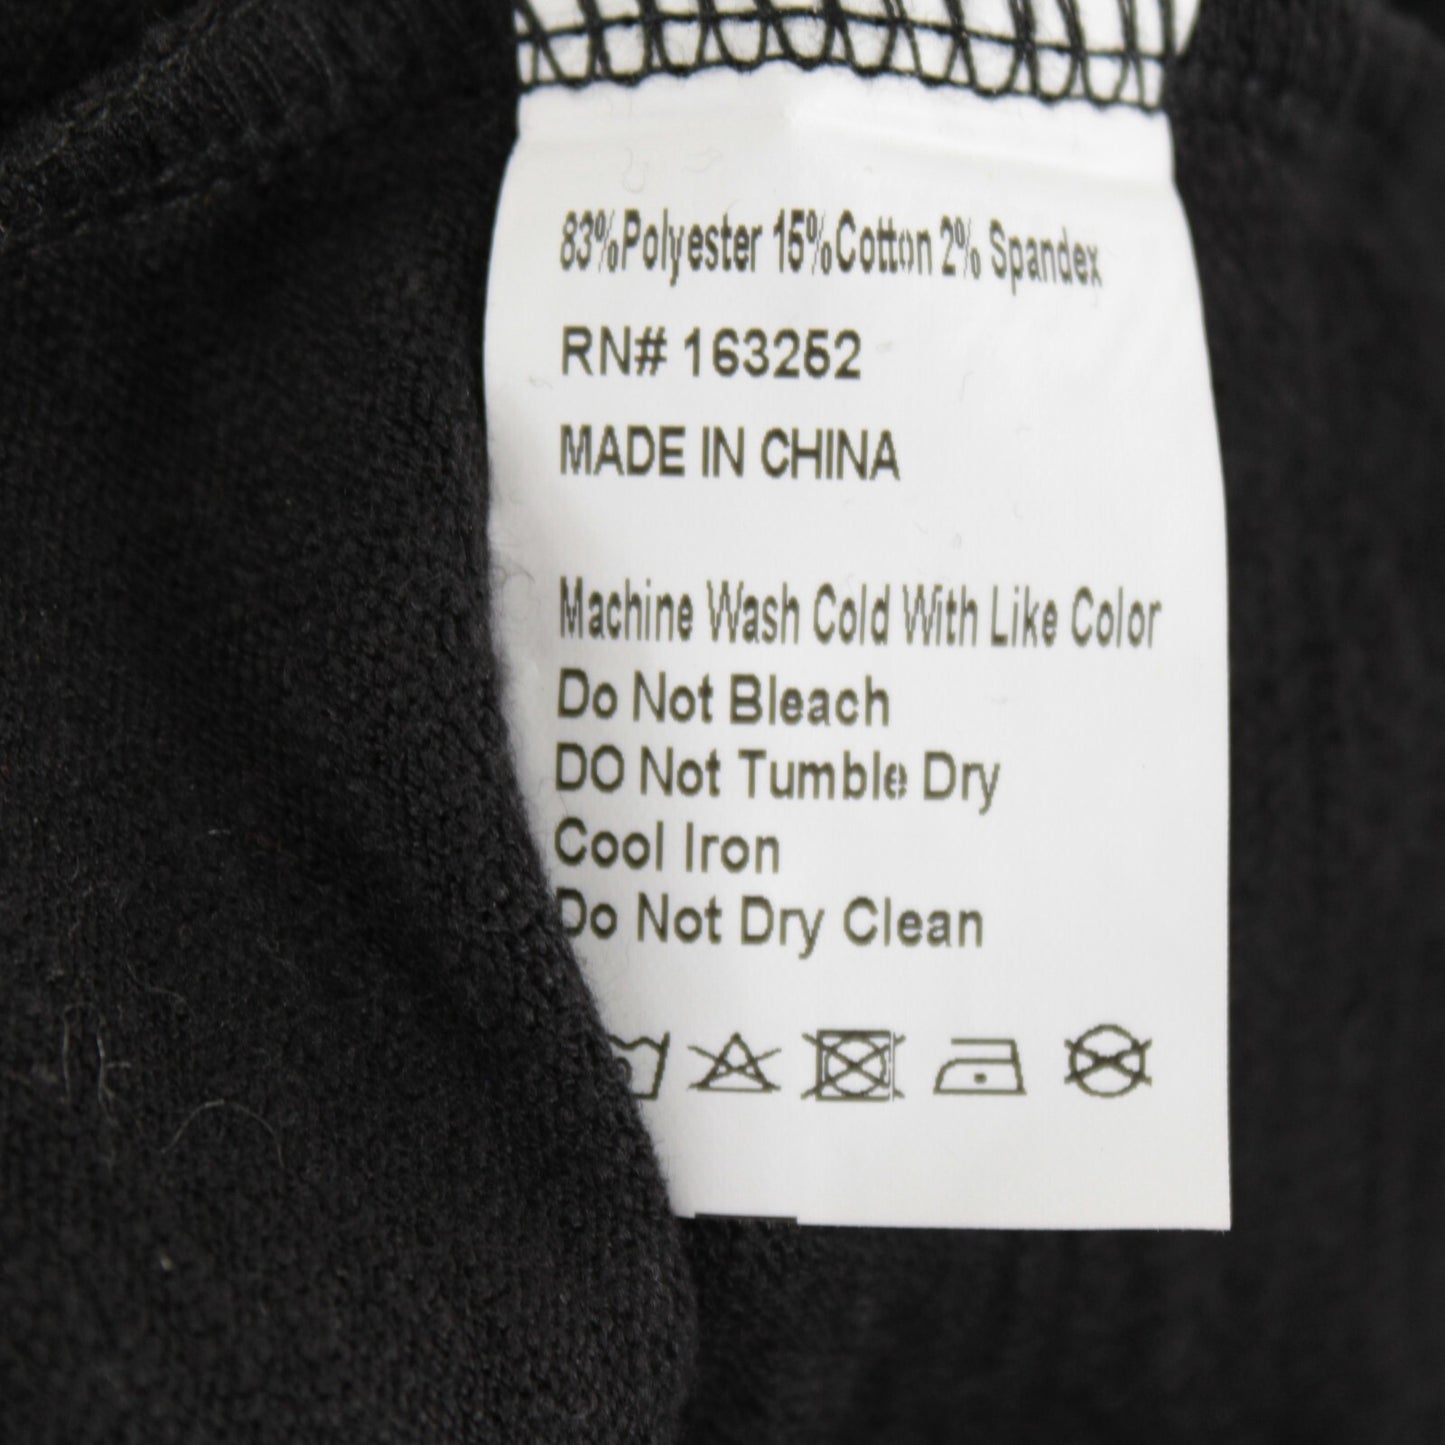 83%Polyester 15%Cotton 2% Spandex
RN# 163252
MADE IN CHINA
Machine Wash Cold With Like Color
Do Not Bleach
DO Not Tumble Dry
Cool Iron
Do Not Dry Clean